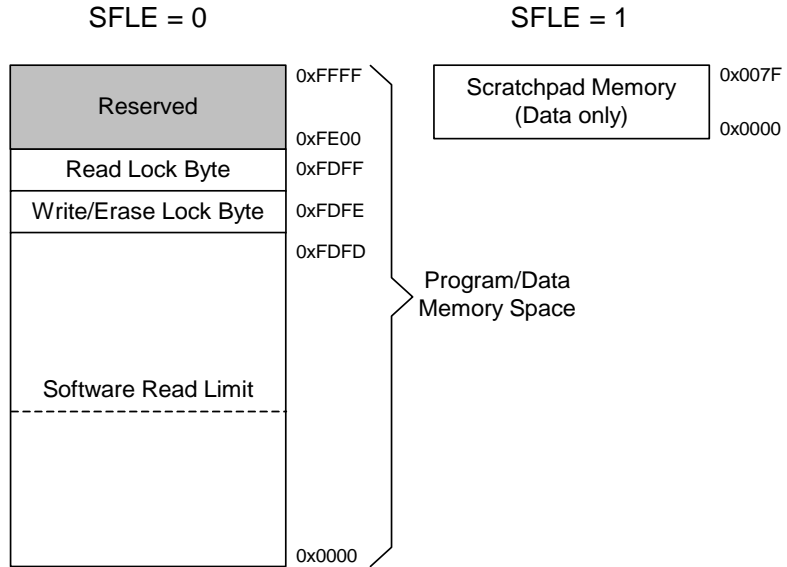 SFLE = 0
SFLE = 1
Reserved
0xFFFF
0xFE00
Read Lock Byte
0xFDFF
Write/Erase Lock Byte
0xFDFE
0xFDFD
Software Read Limit
0x0000
Program/Data
Memory Space
Scratchpad Memory
(Data only)
0x007F
0x0000